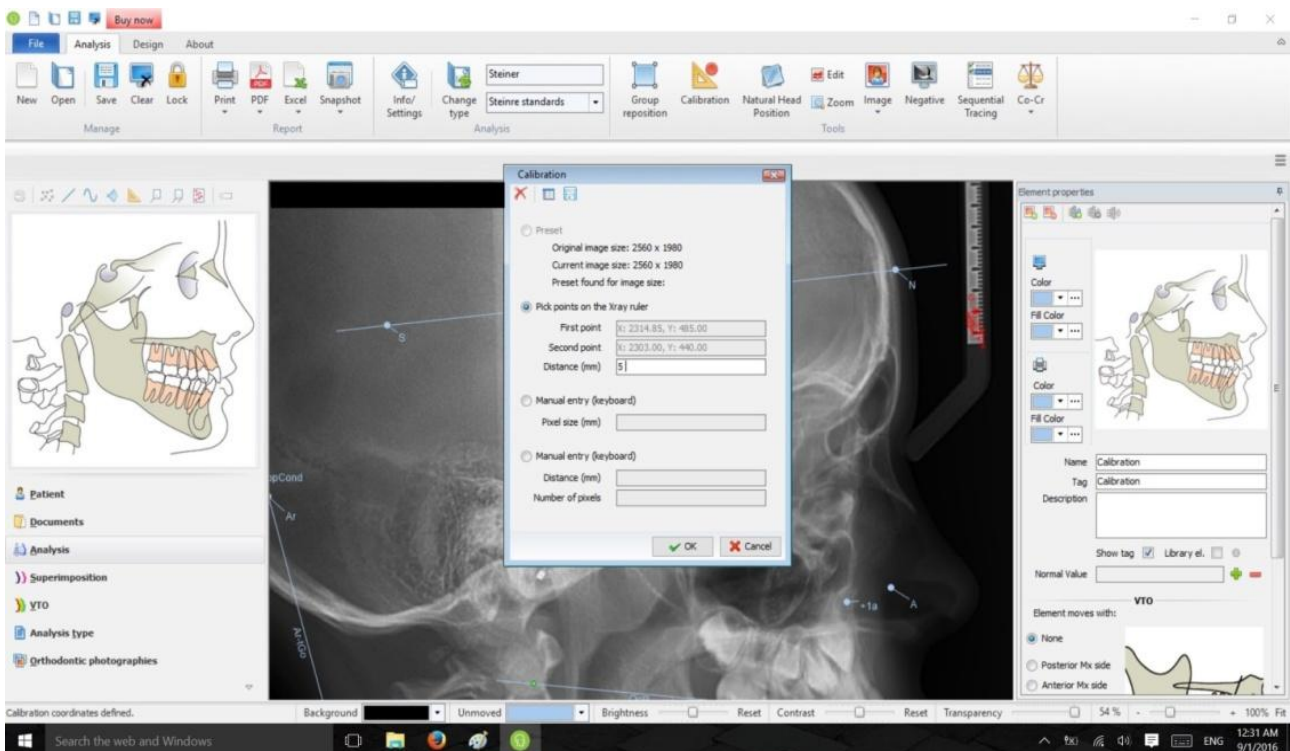 Buy now
File Analysis Design About
New Open Save Clear Lock Print PDF Excel Snapshot Info/ Settings Change type Steiner Steinre standards Group reposition Calibration Natural Head Position Edit Zoom Image Negative Sequential Tracing Co-Cr
Manage Report Analysis Tools
Calibration
Preset
Original image size: 2560 x 1980
Current image size: 2560 x 1980
Preset found for image size:
Pick points on the Xray ruler
First point X: 2314.85, Y: 485.00
Second point X: 2303.00, Y: 440.00
Distance (mm) 5
Manual entry (keyboard)
Pixel size (mm)
Manual entry (keyboard)
Distance (mm)
Number of pixels
OK Cancel
S
N
opCond
Ar
Ar-tGo
+1a
A
Patient
Documents
Analysis
Superimposition
VTO
Analysis type
Orthodontic photographies
Element properties
Color
Fill Color
Color
Fill Color
Name Calibration
Tag Calibration
Description
Show tag Library el.
Normal Value
VTO
Element moves with:
None
Posterior Mx side
Anterior Mx side
Calibration coordinates defined. Background Unmoved Brightness Reset Contrast Reset Transparency 54 % - + 100% Fit
Search the web and Windows ENG 12:31 AM
9/1/2016